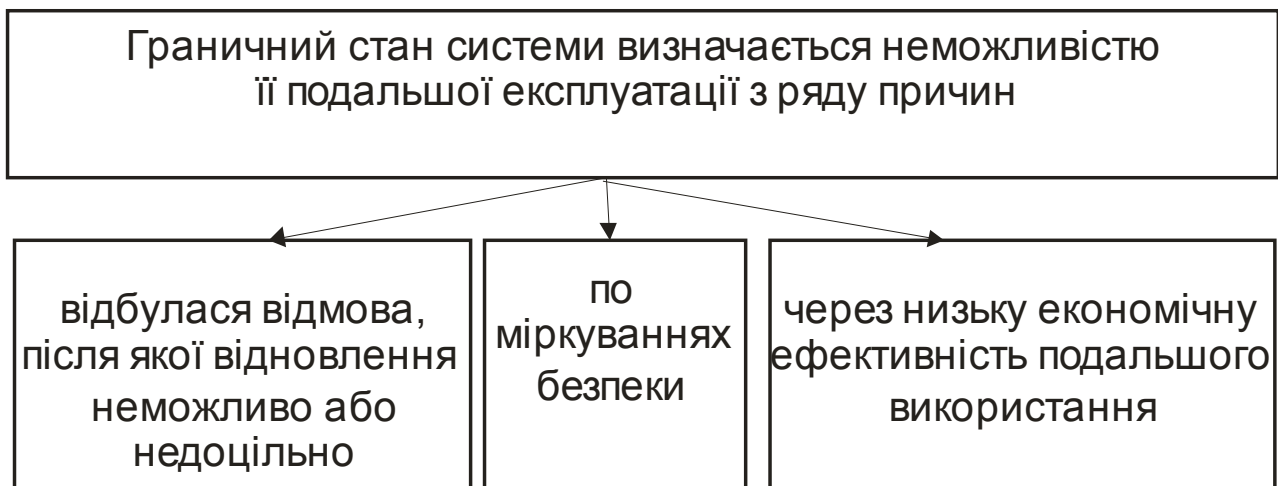 Граничний стан системи визначається неможливістю
її подальшої експлуатації з ряду причин
відбулася відмова,
після якої відновлення
неможливо або
недоцільно
по
міркуваннях
безпеки
через низьку економічну
ефективність подальшого
використання